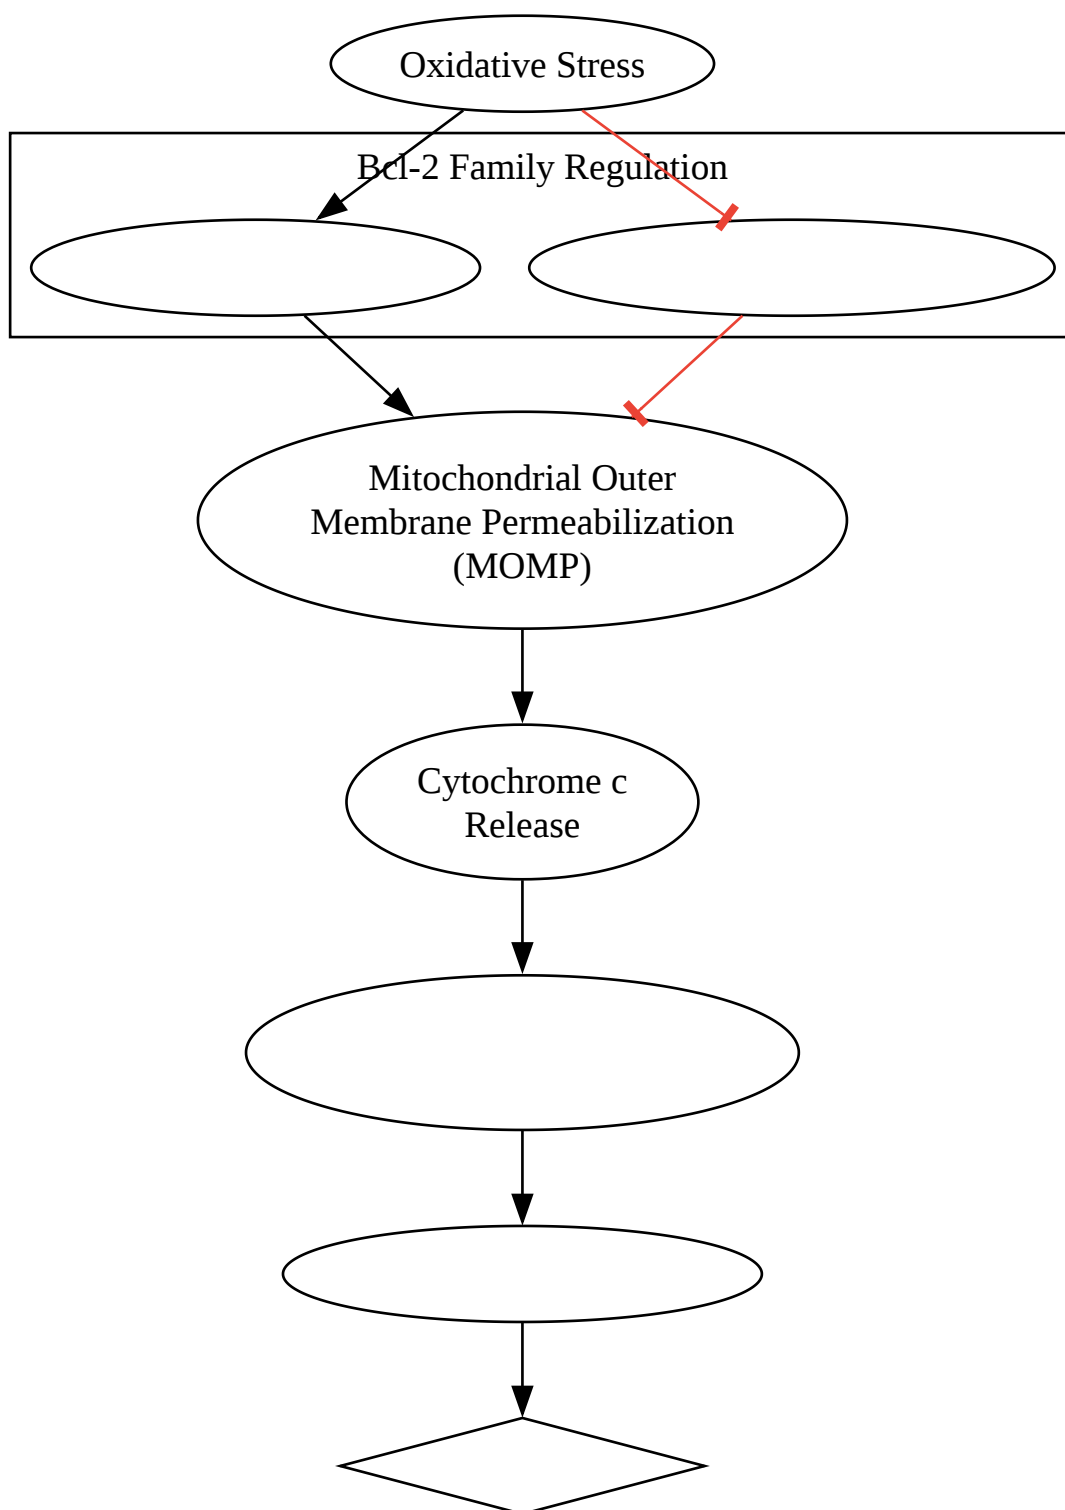 Oxidative Stress
Bcl-2 Family Regulation
Mitochondrial Outer
Membrane Permeabilization
(MOMP)
Cytochrome c
Release